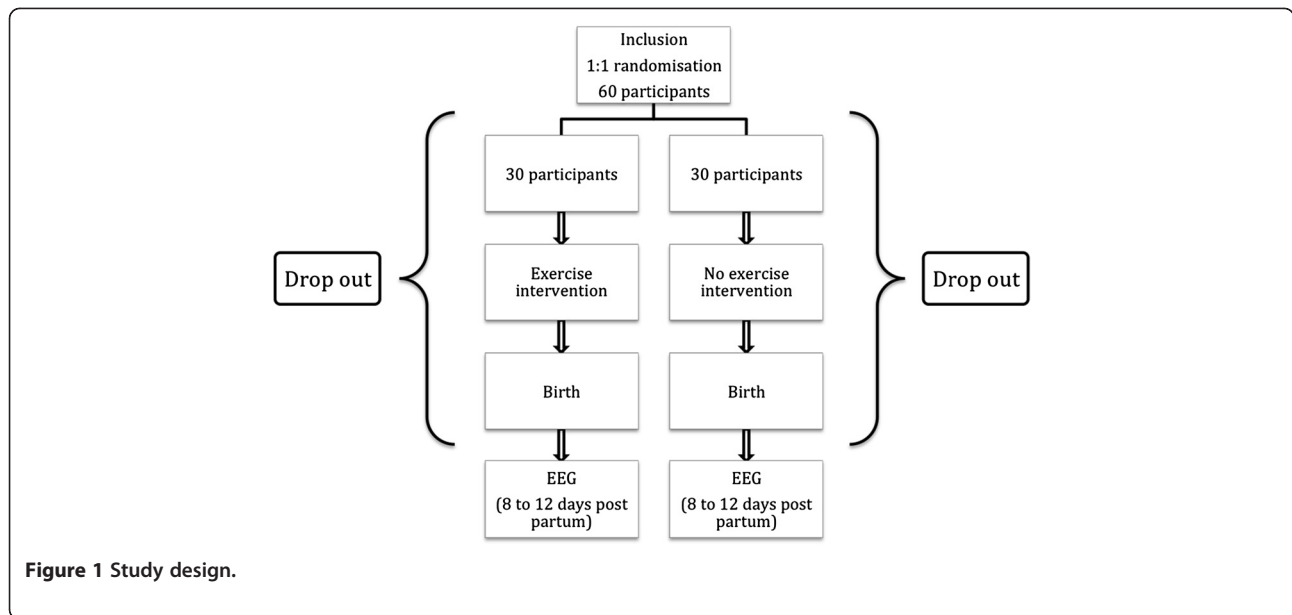 Inclusion
1:1 randomisation
60 participants
30 participants
30 participants
Exercise
intervention
No exercise
intervention
Drop out
Drop out
Birth
Birth
EEG
(8 to 12 days post
partum)
EEG
(8 to 12 days post
partum)
Figure 1 Study design.